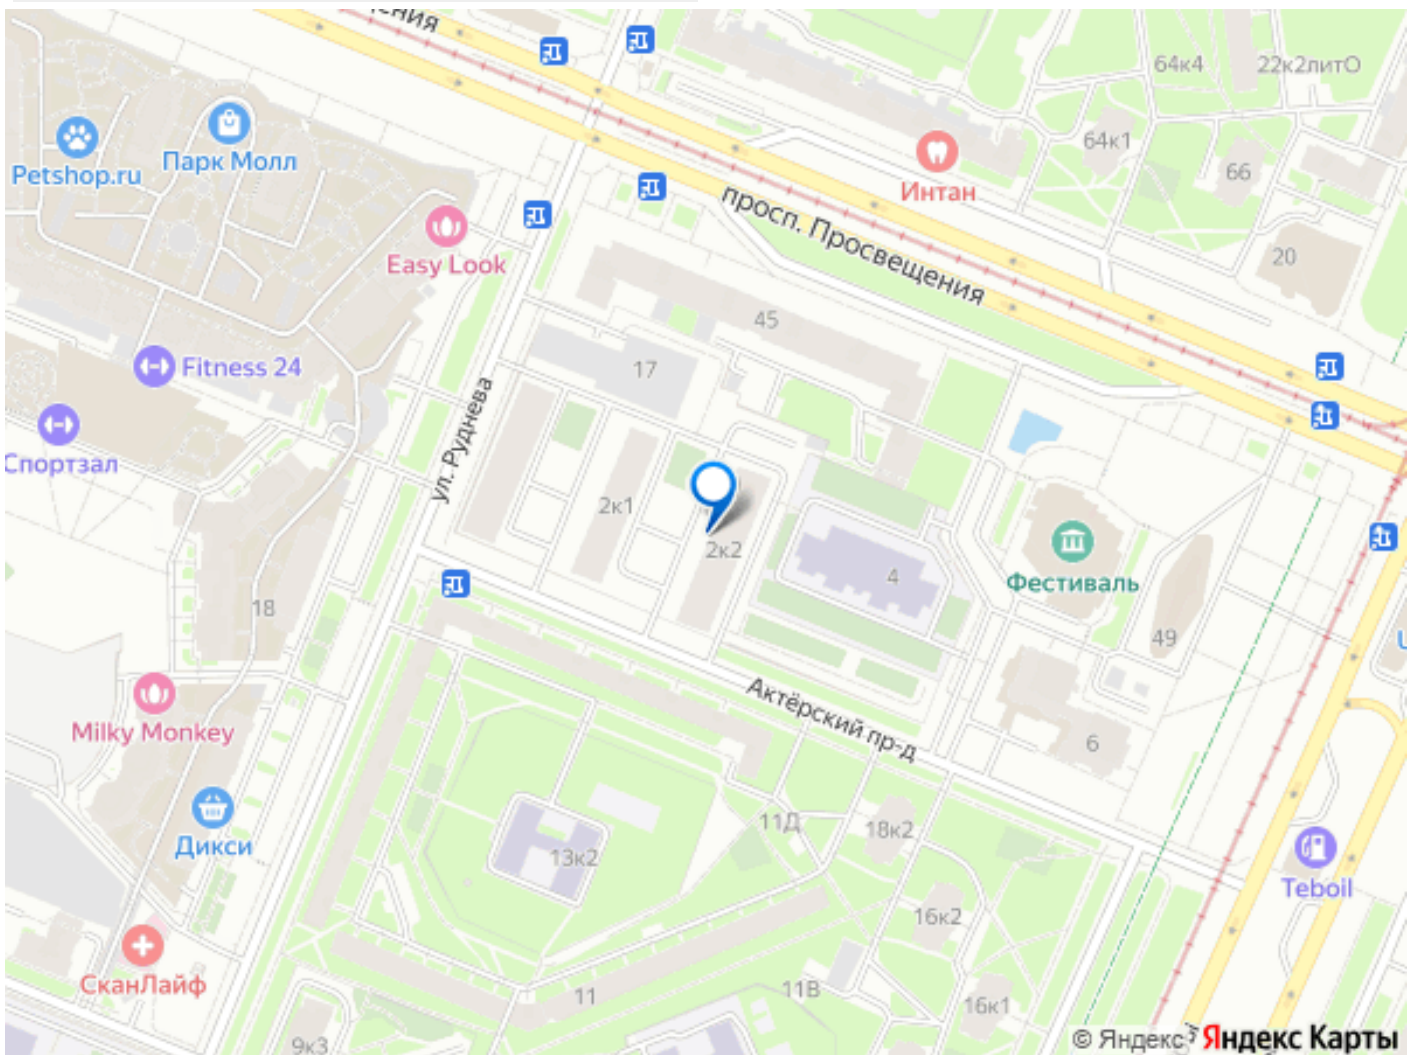 ения
64к4
22к2литО
Petshop.ru
Парк Молл
64к1
Интан
66
просп. Просвещения
20
Easy Look
45
17
Fitness 24
ул. Руднева
Спортзал
2к1
2к2
4
Фестиваль
18
49
Актёрский пр-д
6
Milky Monkey
Дикси
11Д
18к2
13к2
Teboil
16к2
СканЛайф
11
11В
16к1
9к3
© Яндекс
Яндекс Карты